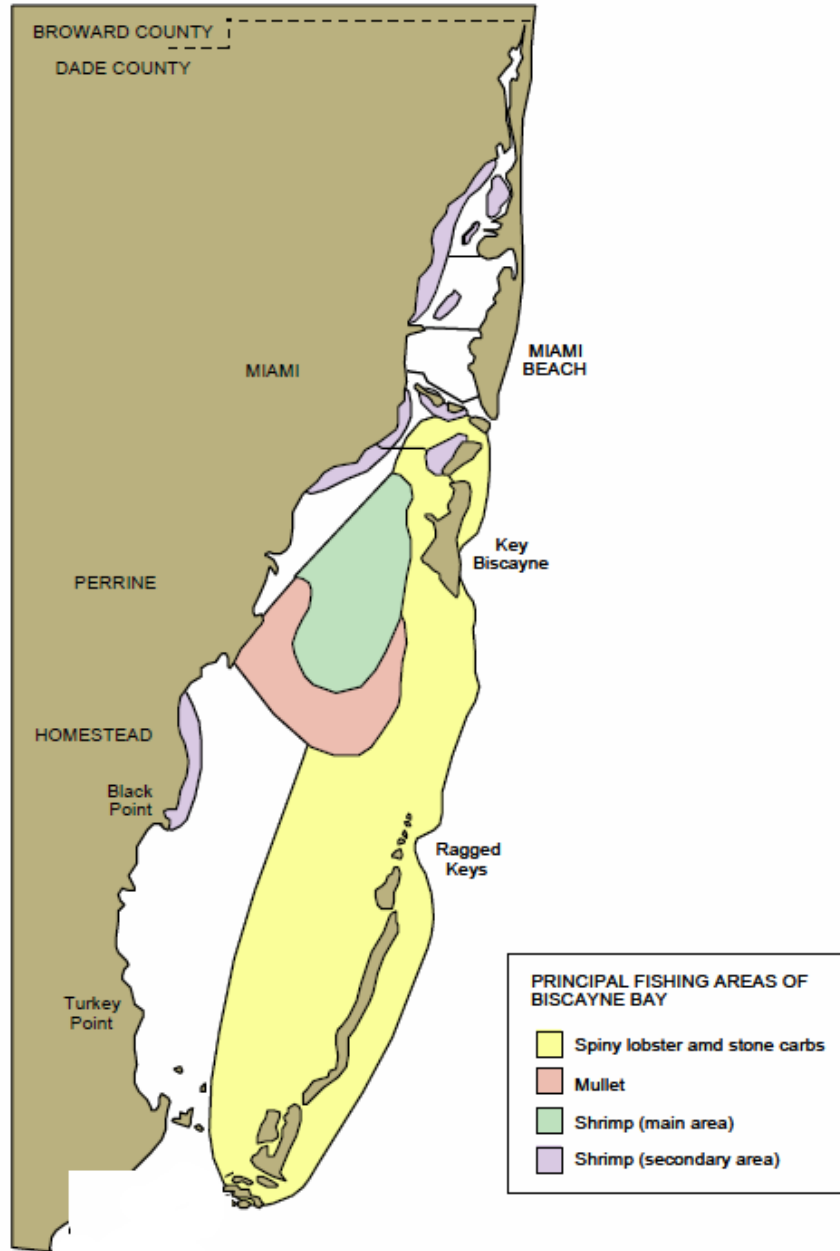 BROWARD COUNTY
DADE COUNTY
MIAMI
MIAMI
BEACH
Key
Biscayne
PERRINE
HOMESTEAD
Black
Point
Ragged
Keys
Turkey
Point
PRINCIPAL FISHING AREAS OF
BISCAYNE BAY
Spiny lobster amd stone carbs
Mullet
Shrimp (main area)
Shrimp (secondary area)